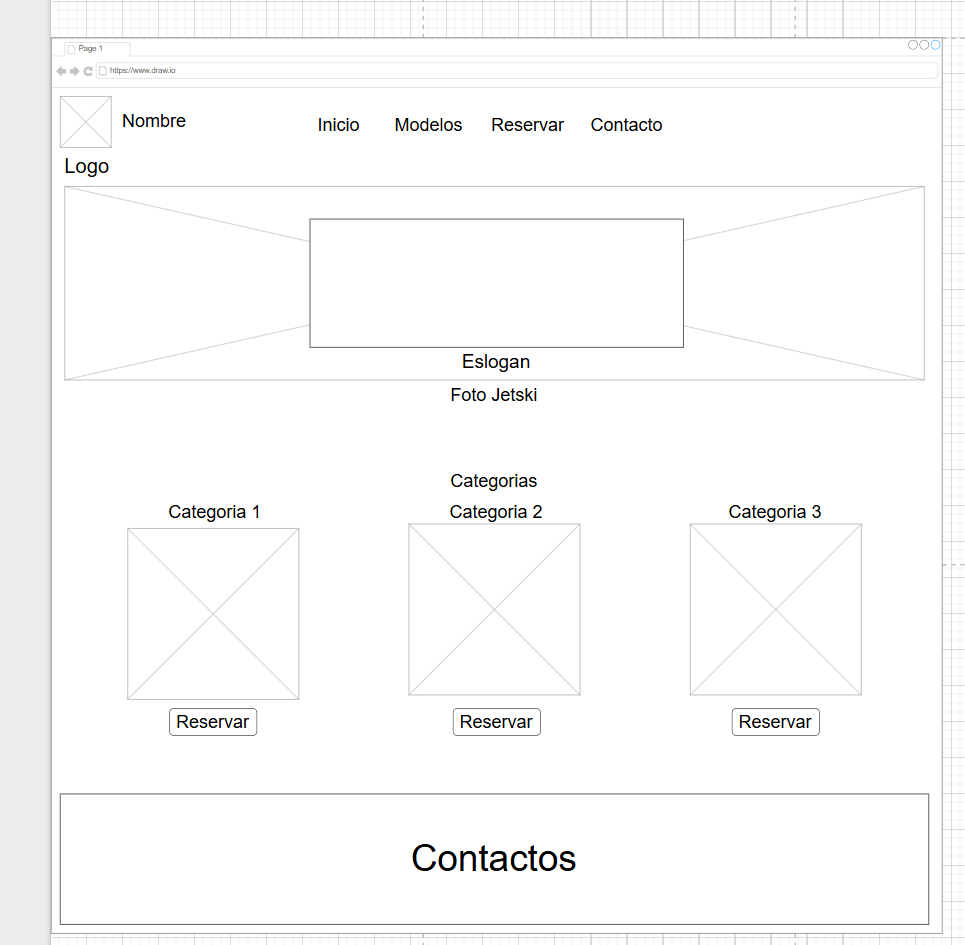 Page 1
https://www.draw.io
Nombre
Inicio Modelos Reservar Contacto
Logo
Eslogan
Foto Jetski
Categorias
Categoria 1 Categoria 2 Categoria 3
Reservar Reservar Reservar
Contactos